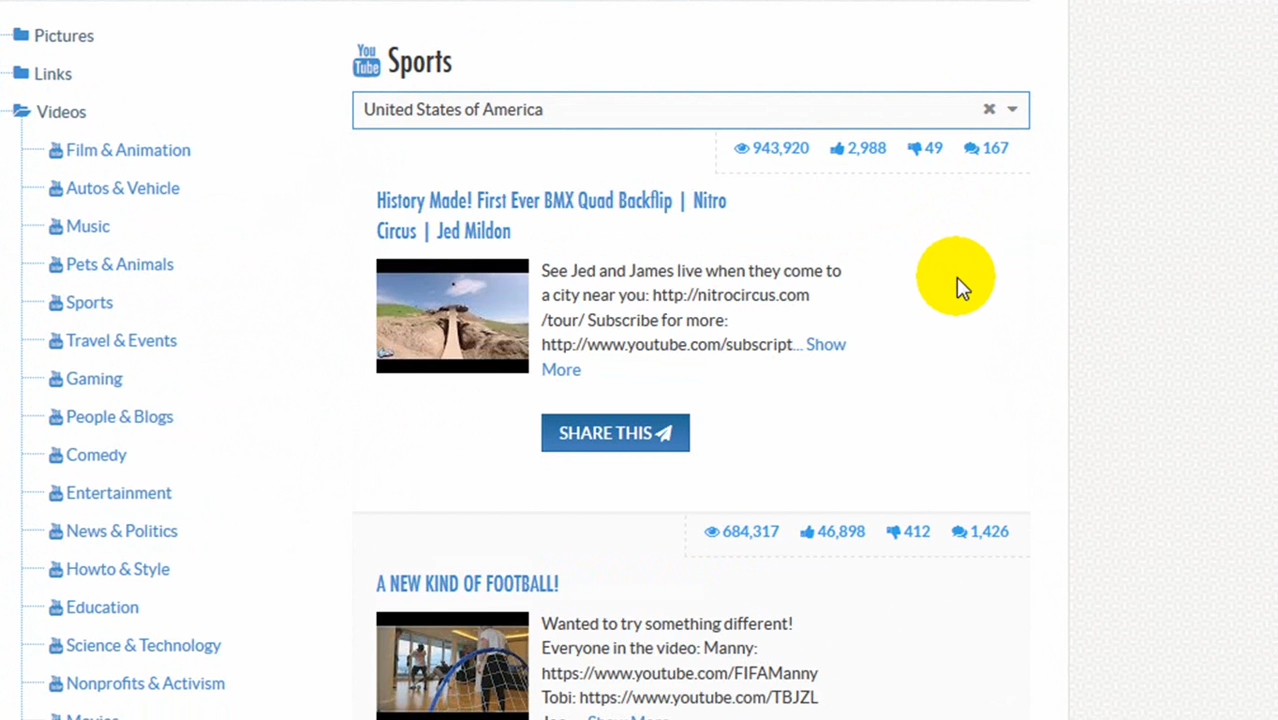 Pictures
Links
Videos
Film & Animation
Autos & Vehicle
Music
Pets & Animals
Sports
Travel & Events
Gaming
People & Blogs
Comedy
Entertainment
News & Politics
Howto & Style
Education
Science & Technology
Nonprofits & Activism
Movies
You Tube Sports
United States of America
943,920 2,988 49 167
History Made! First Ever BMX Quad Backflip | Nitro
Circus | Jed Mildon
See Jed and James live when they come to
a city near you: http://nitrocircus.com
/tour/ Subscribe for more:
http://www.youtube.com/subscript... Show
More
SHARE THIS
684,317 46,898 412 1,426
A NEW KIND OF FOOTBALL!
Wanted to try something different!
Everyone in the video: Manny:
https://www.youtube.com/FIFAManny
Tobi: https://www.youtube.com/TBJZL
Show More